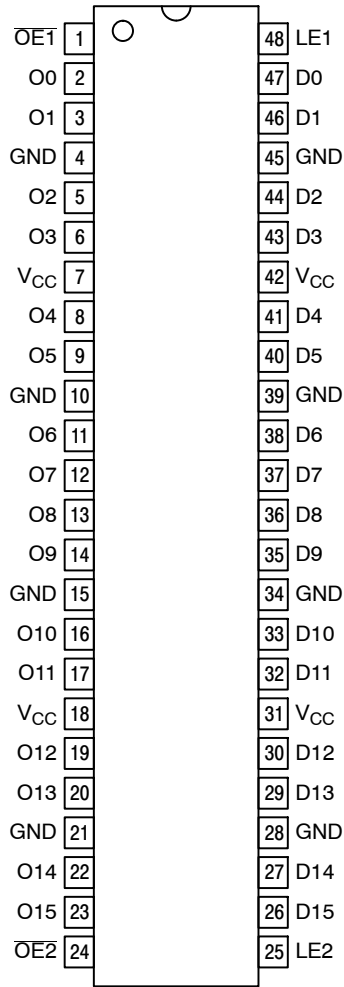 O̅E̅1̅ 1 48 LE1
O0 2 47 D0
O1 3 46 D1
GND 4 45 GND
O2 5 44 D2
O3 6 43 D3
VCC 7 42 VCC
O4 8 41 D4
O5 9 40 D5
GND 10 39 GND
O6 11 38 D6
O7 12 37 D7
O8 13 36 D8
O9 14 35 D9
GND 15 34 GND
O10 16 33 D10
O11 17 32 D11
VCC 18 31 VCC
O12 19 30 D12
O13 20 29 D13
GND 21 28 GND
O14 22 27 D14
O15 23 26 D15
O̅E̅2̅ 24 25 LE2